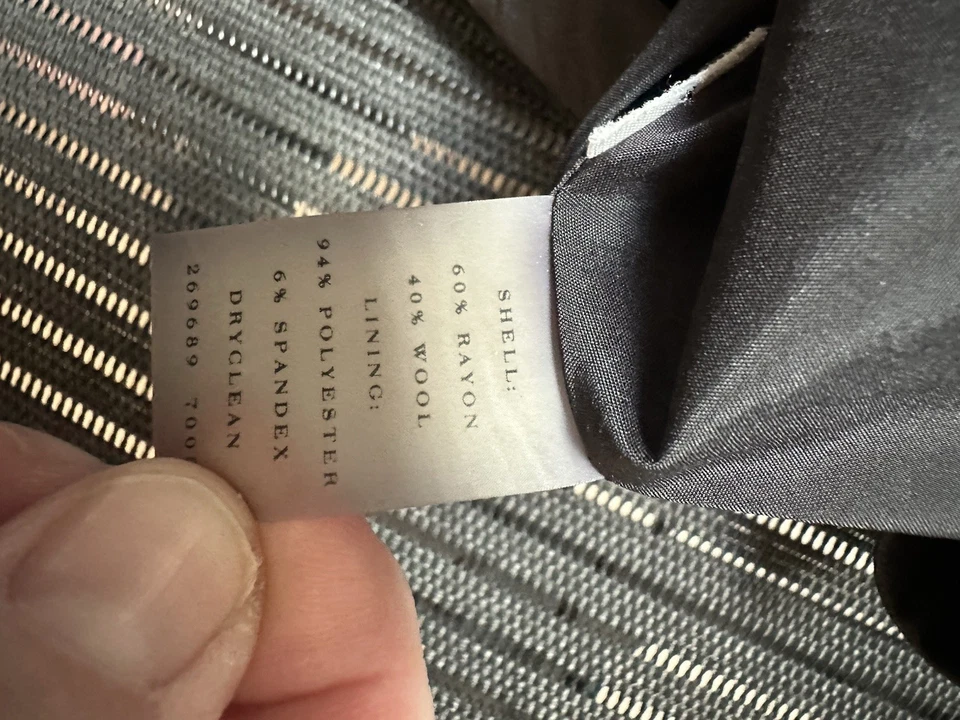 SHELL:
60% RAYON
40% WOOL
LINING:
94% POLYESTER
6% SPANDEX
DRYCLEAN
269689